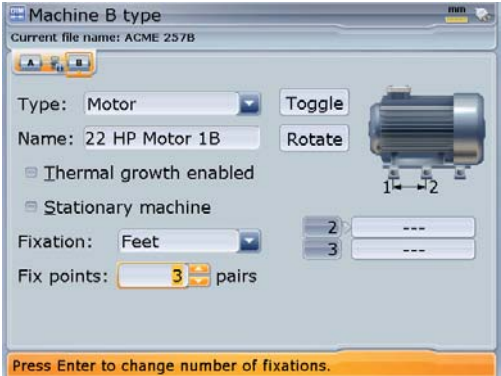 Machine B type
mm
Current file name: ACME 257B
A B
Type: Motor Toggle
Name: 22 HP Motor 1B Rotate
Thermal growth enabled
Stationary machine
1 2
Fixation: Feet
2 ---
3 ---
Fix points: 3 pairs
Press Enter to change number of fixations.